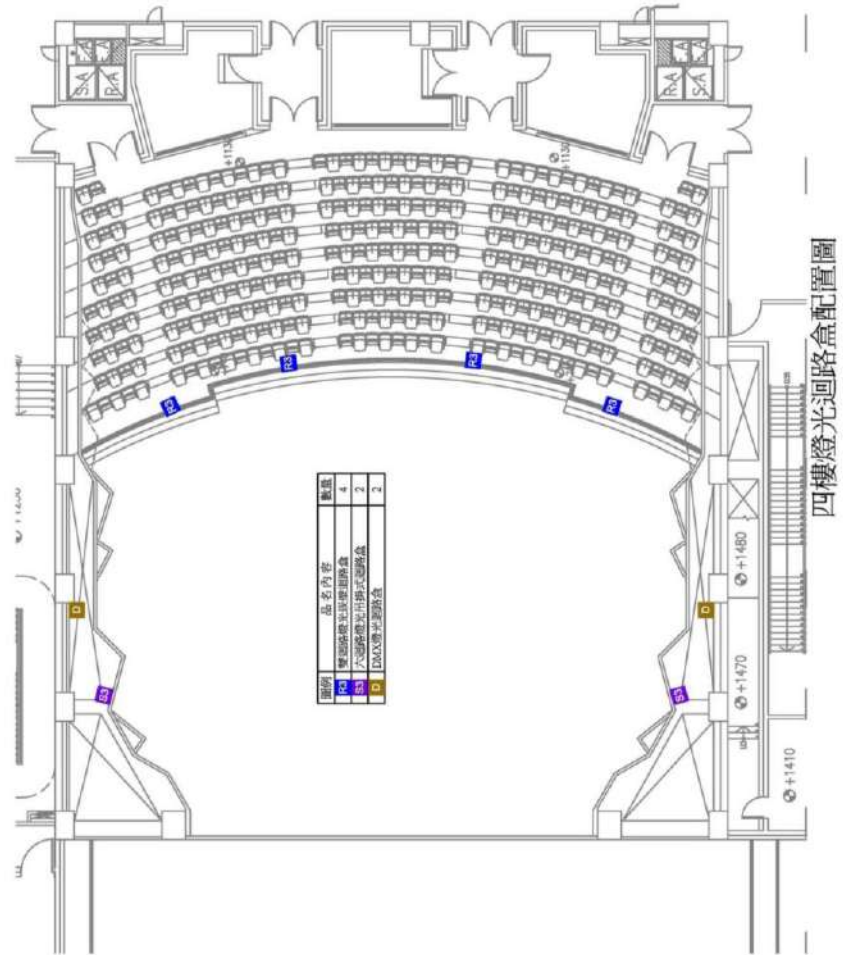 四樓燈光迴路盒配置圖
圖例 品名內容 數量
R3 雙迴路燈光嵌壁迴路盒 4
S3 六迴路燈光吊掛式迴路盒 2
D DMX燈光迴路盒 2
S.A
R.A
R.A
S.A
+1130
R3
R3
R3
R3
D
D
S3
S3
+1480
+1470
+1410